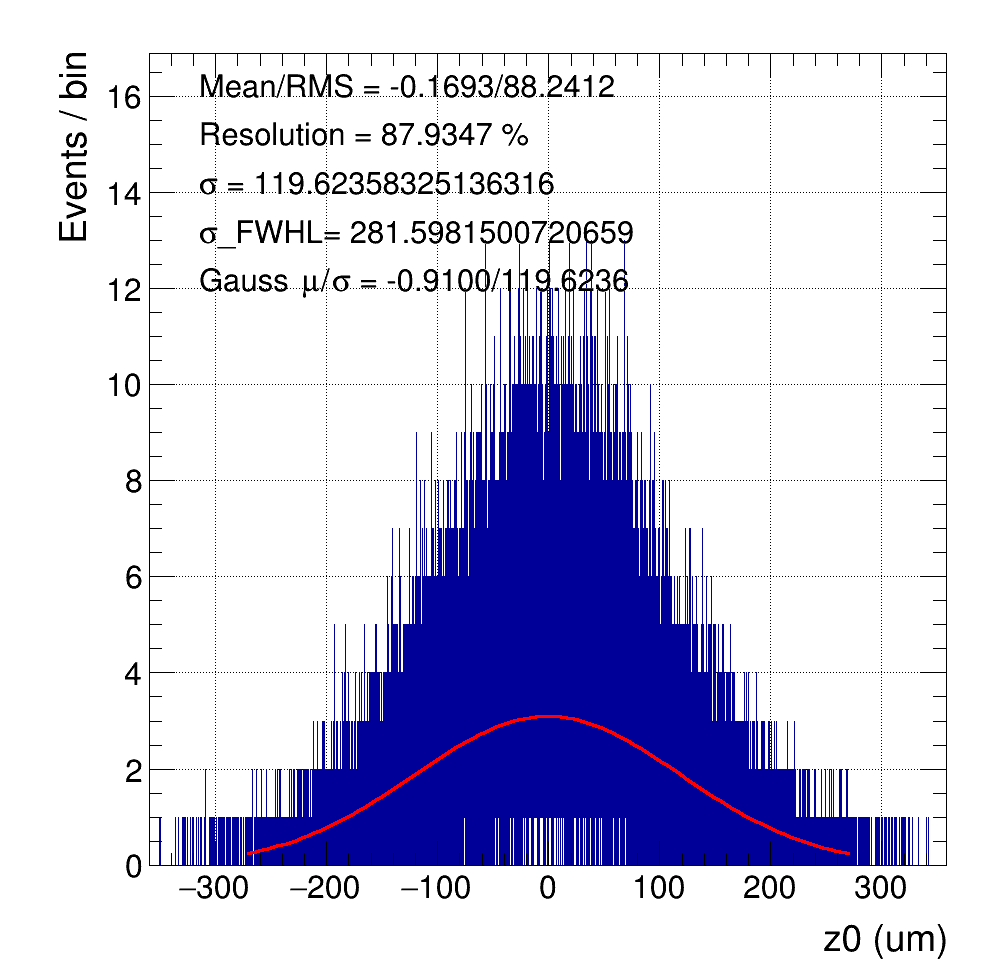 Events / bin
Mean/RMS = -0.1693/88.2412
Resolution = 87.9347 %
σ = 119.62358325136316
σ_FWHL= 281.5981500720659
Gauss μ/σ = -0.9100/119.6236
16
14
12
10
8
6
4
2
0
−300 −200 −100 0 100 200 300
z0 (um)